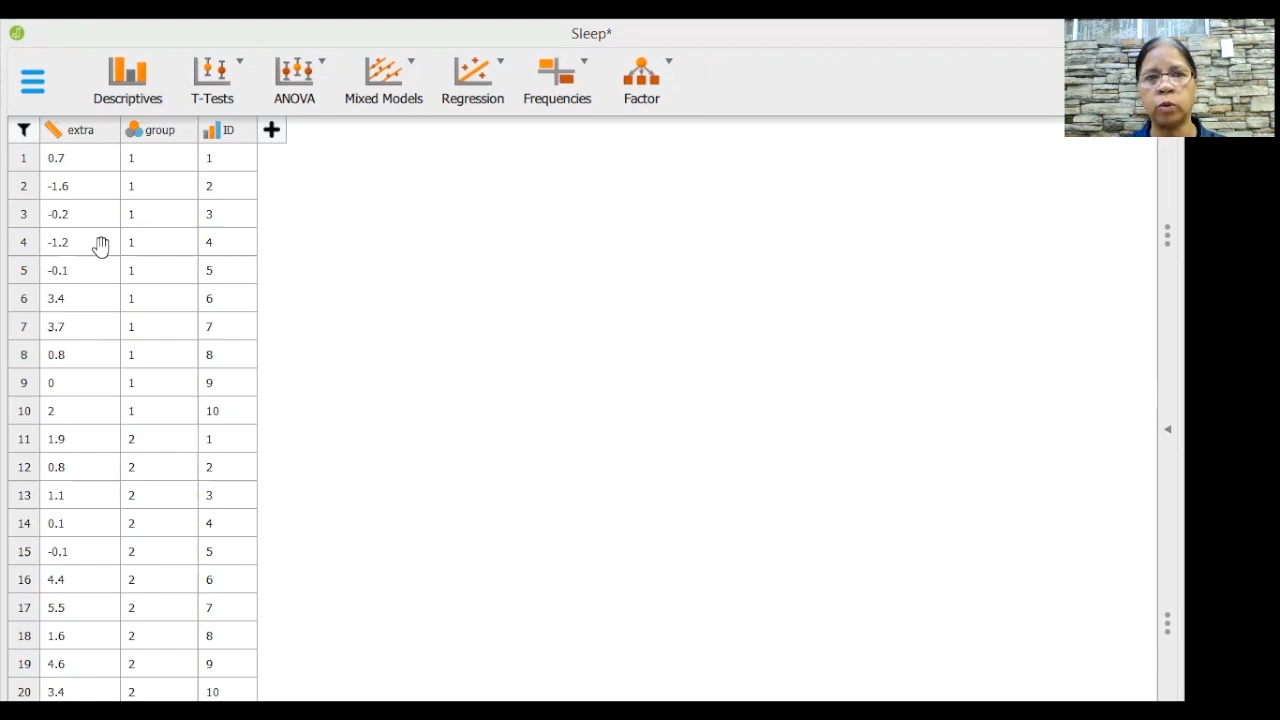 Sleep*
Descriptives T-Tests ANOVA Mixed Models Regression Frequencies Factor
extra group ID
1 0.7 1 1
2 -1.6 1 2
3 -0.2 1 3
4 -1.2 1 4
5 -0.1 1 5
6 3.4 1 6
7 3.7 1 7
8 0.8 1 8
9 0 1 9
10 2 1 10
11 1.9 2 1
12 0.8 2 2
13 1.1 2 3
14 0.1 2 4
15 -0.1 2 5
16 4.4 2 6
17 5.5 2 7
18 1.6 2 8
19 4.6 2 9
20 3.4 2 10